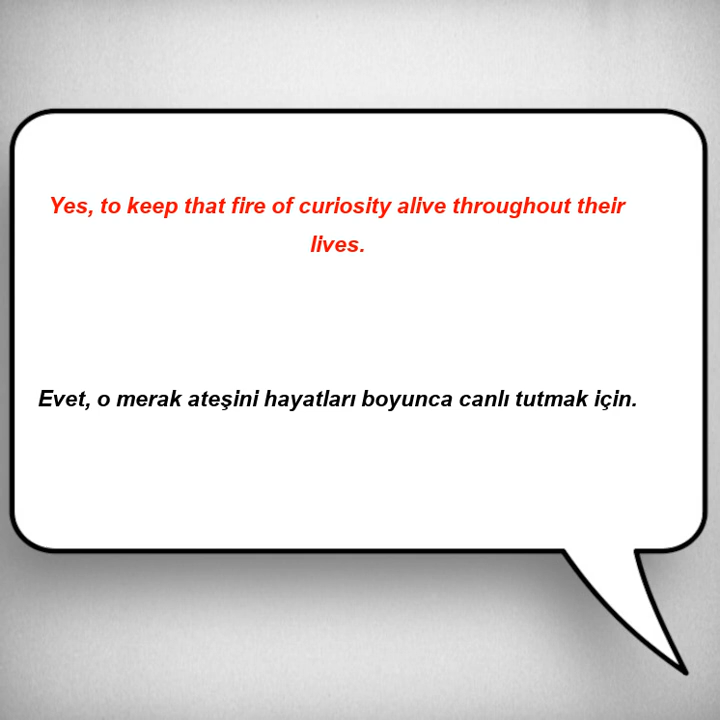 Yes, to keep that fire of curiosity alive throughout their
lives.
Evet, o merak ateşini hayatları boyunca canlı tutmak için.